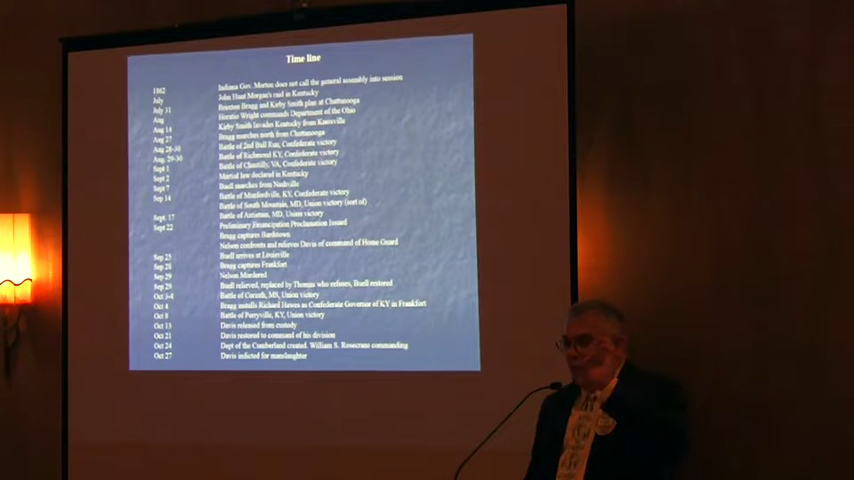 Time line
1862 Indiana Gov. Morton does not call the general assembly into session
July John Hunt Morgan's raid in Kentucky
July 31 Braxton Bragg and Kirby Smith plan at Chattanooga
Aug Horatio Wright commands Department of the Ohio
Aug 14 Kirby Smith Invades Kentucky from Knoxville
Aug 27 Bragg marches north from Chattanooga
Aug 28-30 Battle of 2nd Bull Run, Confederate victory
Aug. 29-30 Battle of Richmond KY, Confederate victory
Sept 1 Battle of Chantilly, VA, Confederate victory
Sept 2 Martial law declared in Kentucky
Sept 7 Buell marches from Nashville
Sep 14 Battle of Munfordville, KY, Confederate victory
Battle of South Mountain, MD, Union victory (sort of)
Sept. 17 Battle of Antietam, MD, Union victory
Sept 22 Preliminary Emancipation Proclamation Issued
Bragg captures Bardstown
Nelson confronts and relieves Davis of command of Home Guard
Sep 25 Buell arrives at Louisville
Sep 28 Bragg captures Frankfort
Sep 29 Nelson Murdered
Sep 29 Buell relieved, replaced by Thomas who refuses, Buell restored
Oct 3-4 Battle of Corinth, MS, Union victory
Oct 4 Bragg installs Richard Hawes as Confederate Governor of KY in Frankfort
Oct 8 Battle of Perryville, KY, Union victory
Oct 13 Davis released from custody
Oct 21 Davis restored to command of his division
Oct 24 Dept of the Cumberland created. William S. Rosecrans commanding
Oct 27 Davis indicted for manslaughter